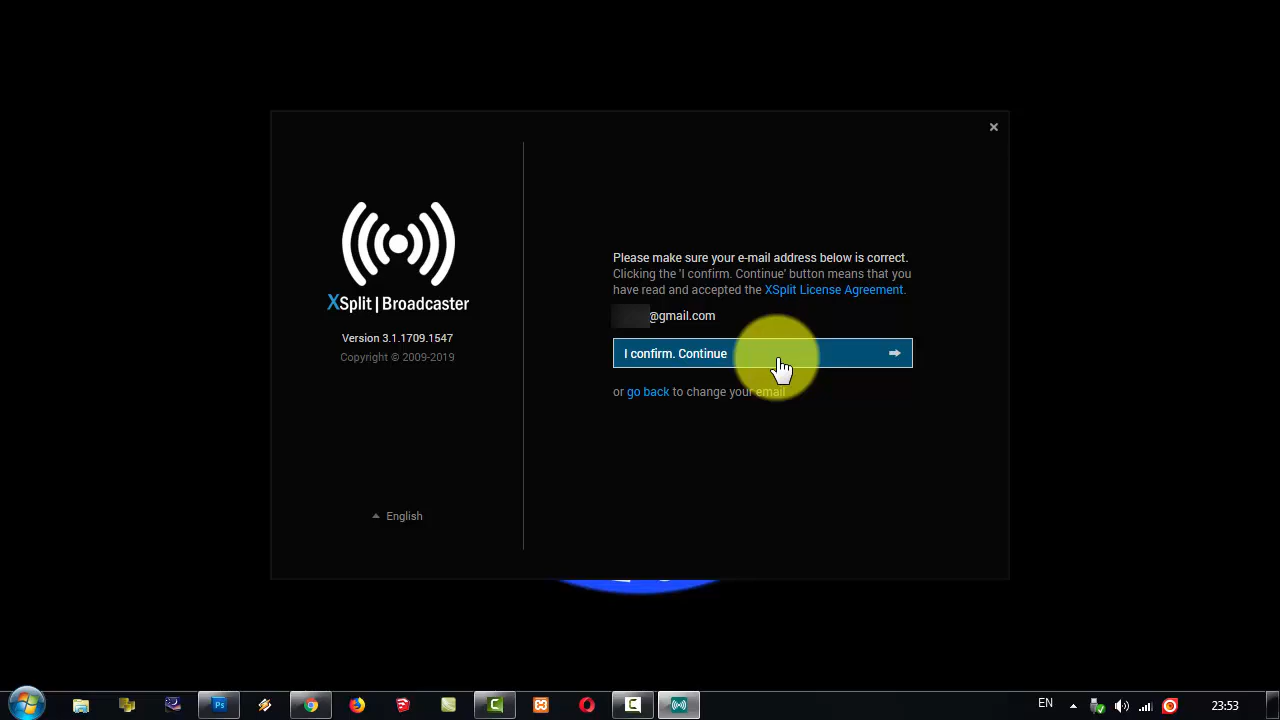 XSplit | Broadcaster
Version 3.1.1709.1547
Copyright © 2009-2019
English
Please make sure your e-mail address below is correct.
Clicking the 'I confirm. Continue' button means that you
have read and accepted the XSplit License Agreement.
@gmail.com
I confirm. Continue
or go back to change your email
Ps
EN
23:53